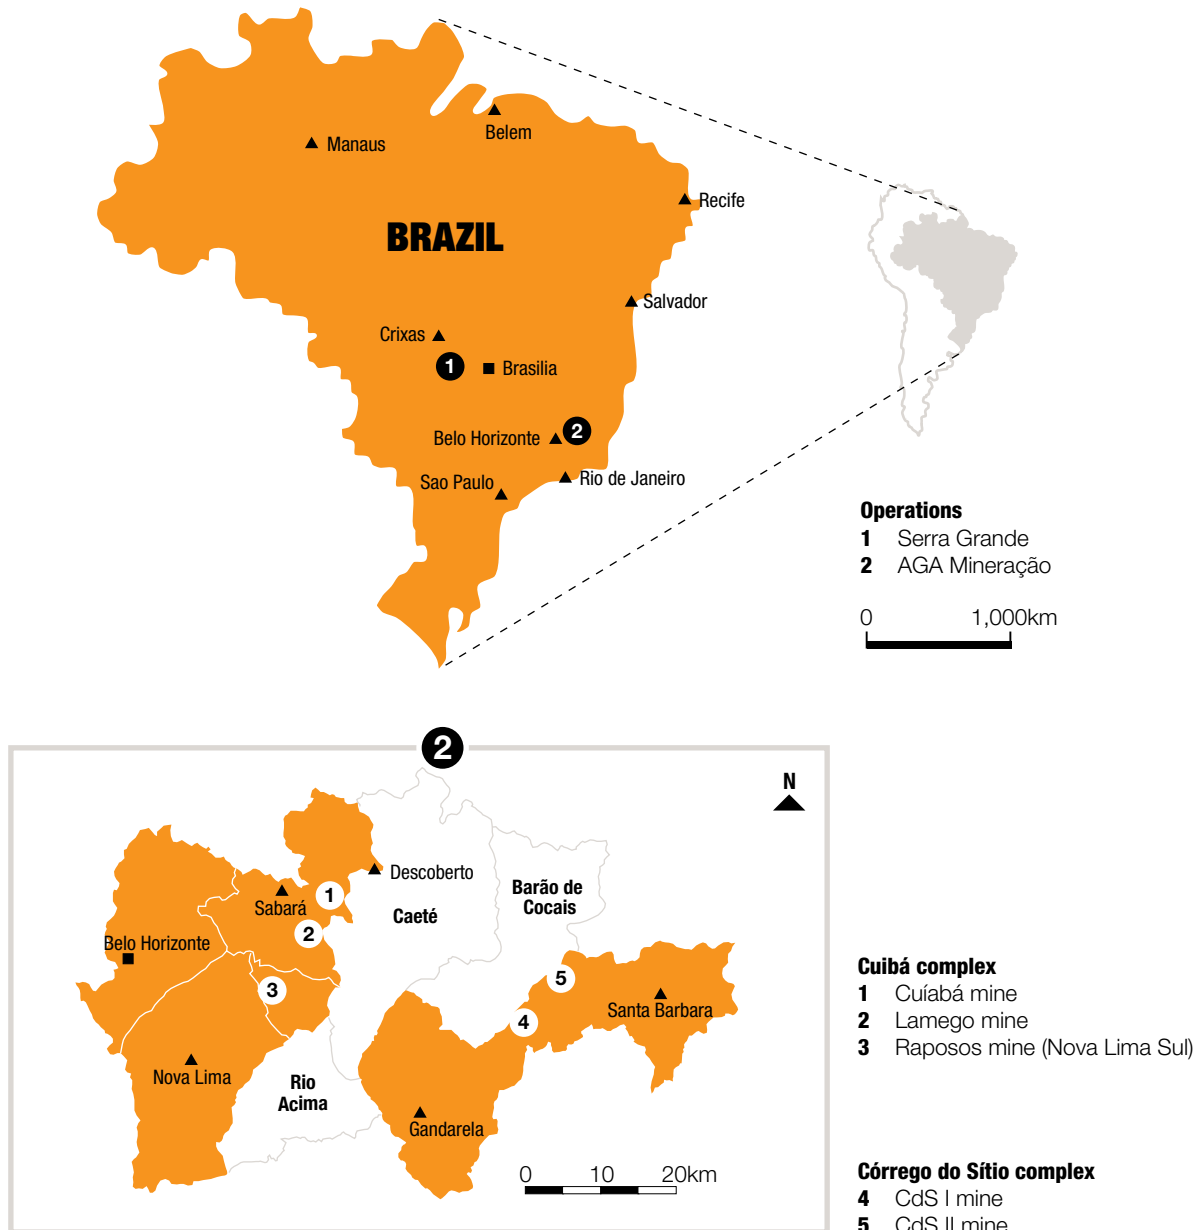 Belem
Manaus
Recife
BRAZIL
Salvador
Crixas
1
Brasilia
Belo Horizonte
2
Sao Paulo
Rio de Janeiro
Operations
1 Serra Grande
2 AGA Mineração
0 1,000km
2
N
Descoberto
Sabará
1
Barão de
Cocais
Caeté
2
Belo Horizonte
3
5
Santa Barbara
4
Nova Lima
Rio
Acima
Gandarela
0 10 20km
Cuibá complex
1 Cuíabá mine
2 Lamego mine
3 Raposos mine (Nova Lima Sul)
Córrego do Sítio complex
4 CdS I mine
5 CdS II mine